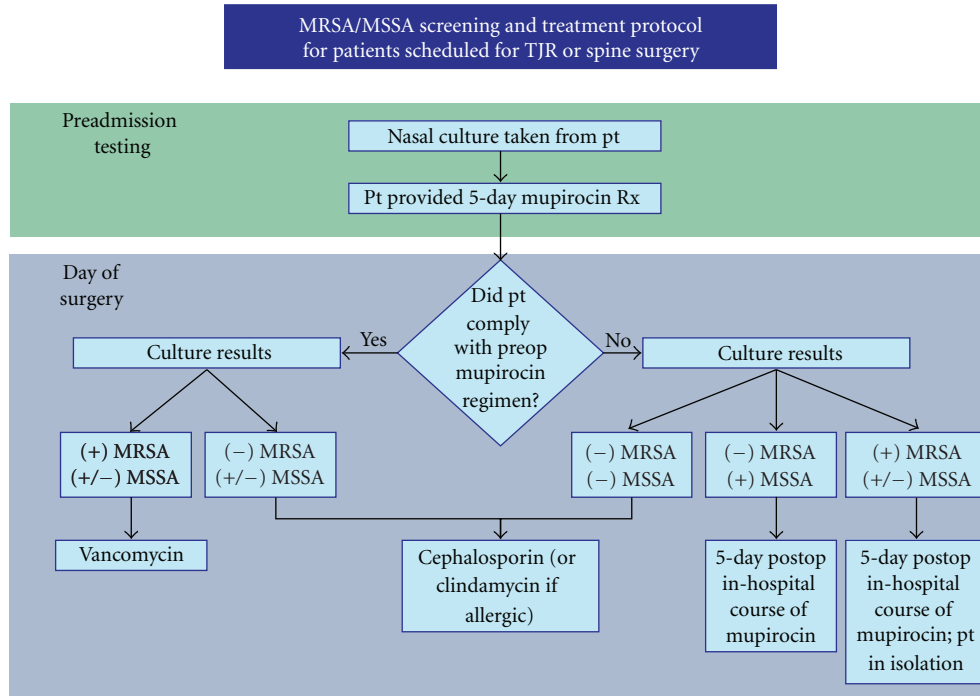 MRSA/MSSA screening and treatment protocol
for patients scheduled for TJR or spine surgery
Preadmission
testing
Nasal culture taken from pt
Pt provided 5-day mupirocin Rx
Day of
surgery
Did pt
comply
with preop
mupirocin
regimen?
Yes
No
Culture results
Culture results
(+) MRSA
(+/−) MSSA
(−) MRSA
(+/−) MSSA
(−) MRSA
(−) MSSA
(−) MRSA
(+) MSSA
(+) MRSA
(+/−) MSSA
Vancomycin
Cephalosporin (or
clindamycin if
allergic)
5-day postop
in-hospital
course of
mupirocin
5-day postop
in-hospital
course of
mupirocin; pt
in isolation